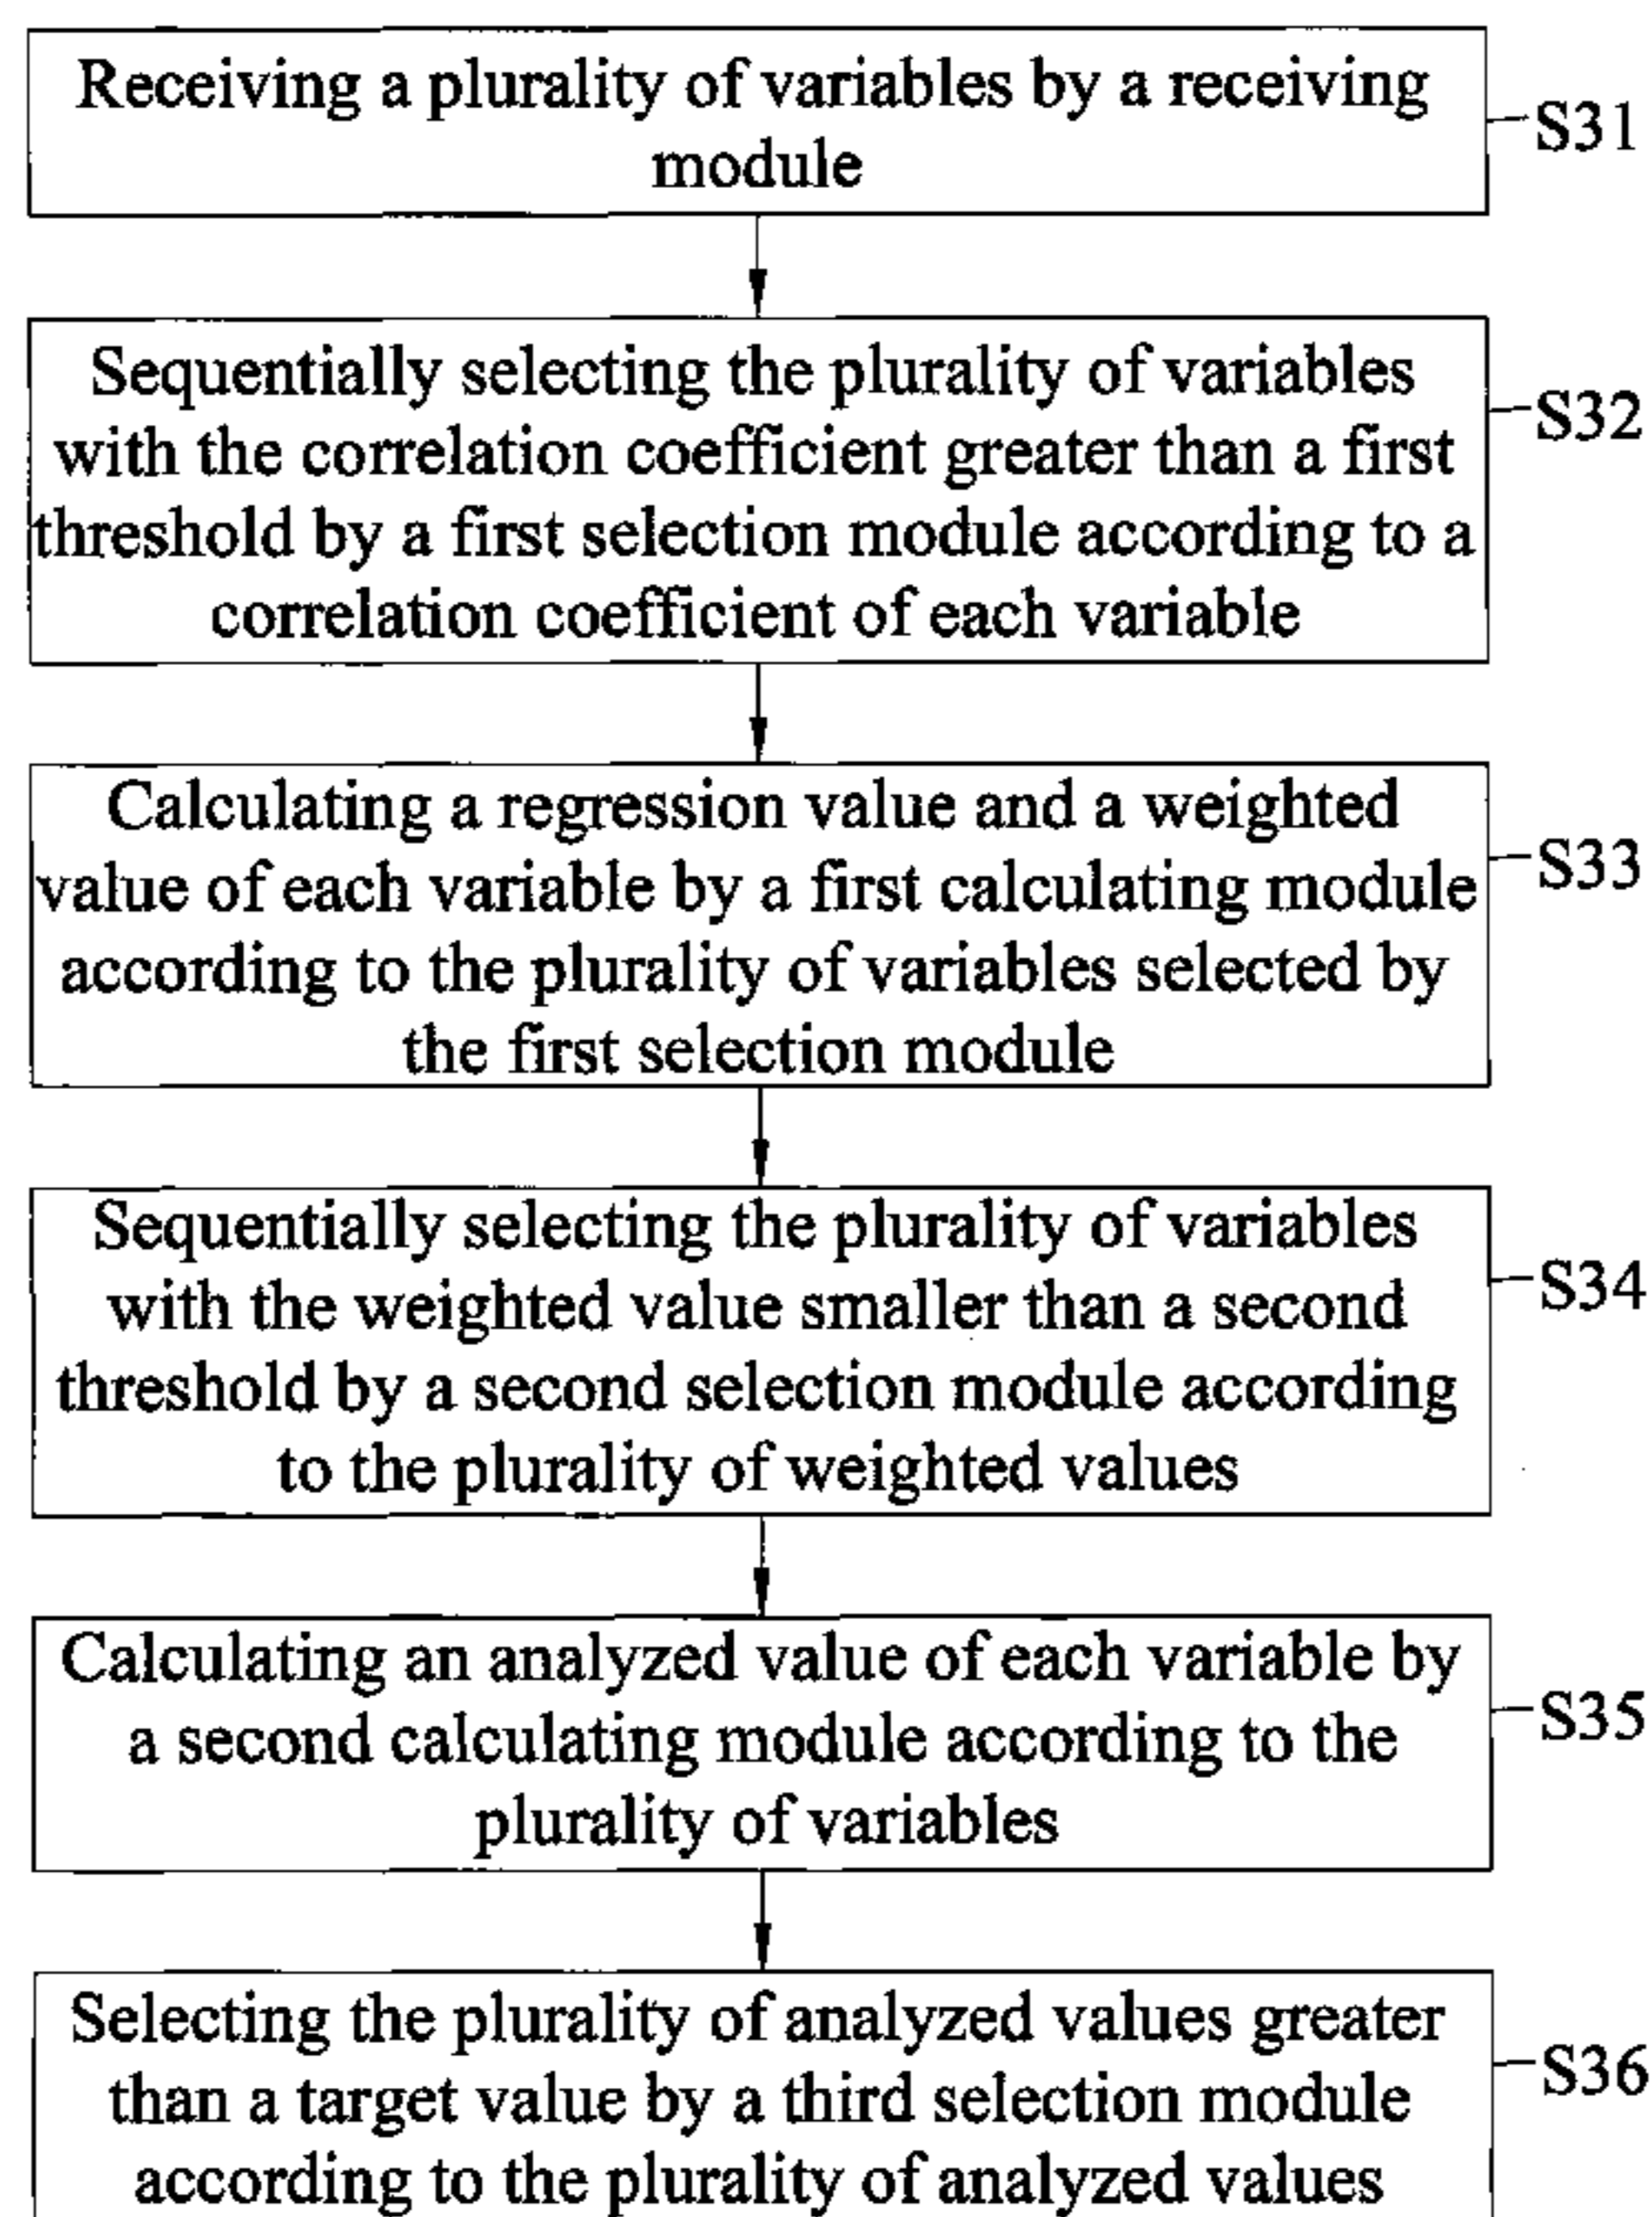 Receiving a plurality of variables by a receiving
module
S31
Sequentially selecting the plurality of variables
with the correlation coefficient greater than a first
threshold by a first selection module according to a
correlation coefficient of each variable
S32
Calculating a regression value and a weighted
value of each variable by a first calculating module
according to the plurality of variables selected by
the first selection module
S33
Sequentially selecting the plurality of variables
with the weighted value smaller than a second
threshold by a second selection module according
to the plurality of weighted values
S34
Calculating an analyzed value of each variable by
a second calculating module according to the
plurality of variables
S35
Selecting the plurality of analyzed values greater
than a target value by a third selection module
according to the plurality of analyzed values
S36